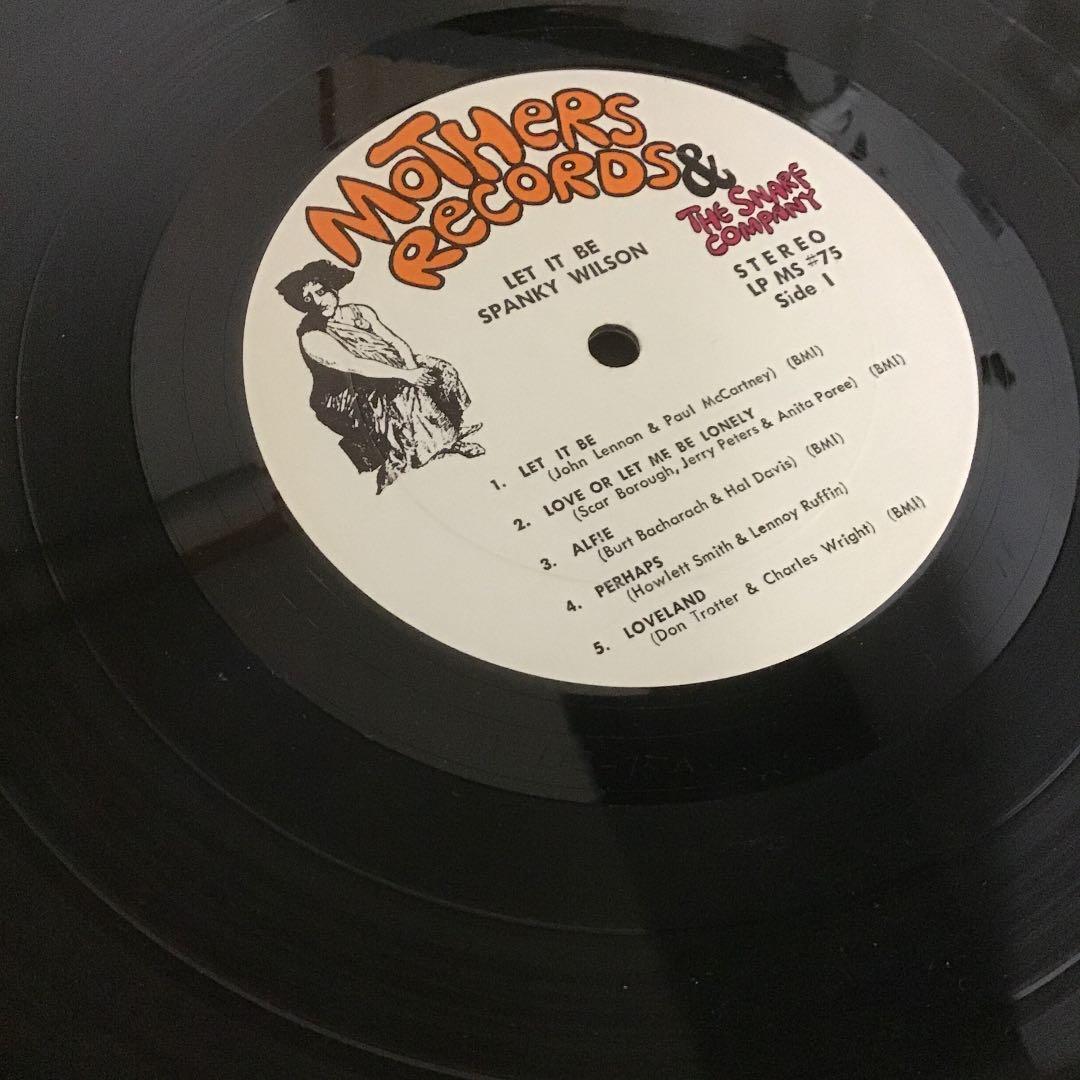 MOTHERS
RECORDS &
THE SNARF
COMPANY
LET IT BE
SPANKY WILSON
STEREO
LP MS #75
Side 1
1. LET IT BE
(John Lennon & Paul McCartney) (BMI)
2. LOVE OR LET ME BE LONELY
(Scar Borough, Jerry Peters & Anita Poree) (BMI)
3. ALF!E
(Burt Bacharach & Hal Davis) (BMI)
4. PERHAPS
(Howlett Smith & Lennoy Ruffin)
5. LOVELAND
(Don Trotter & Charles Wright) (BMI)